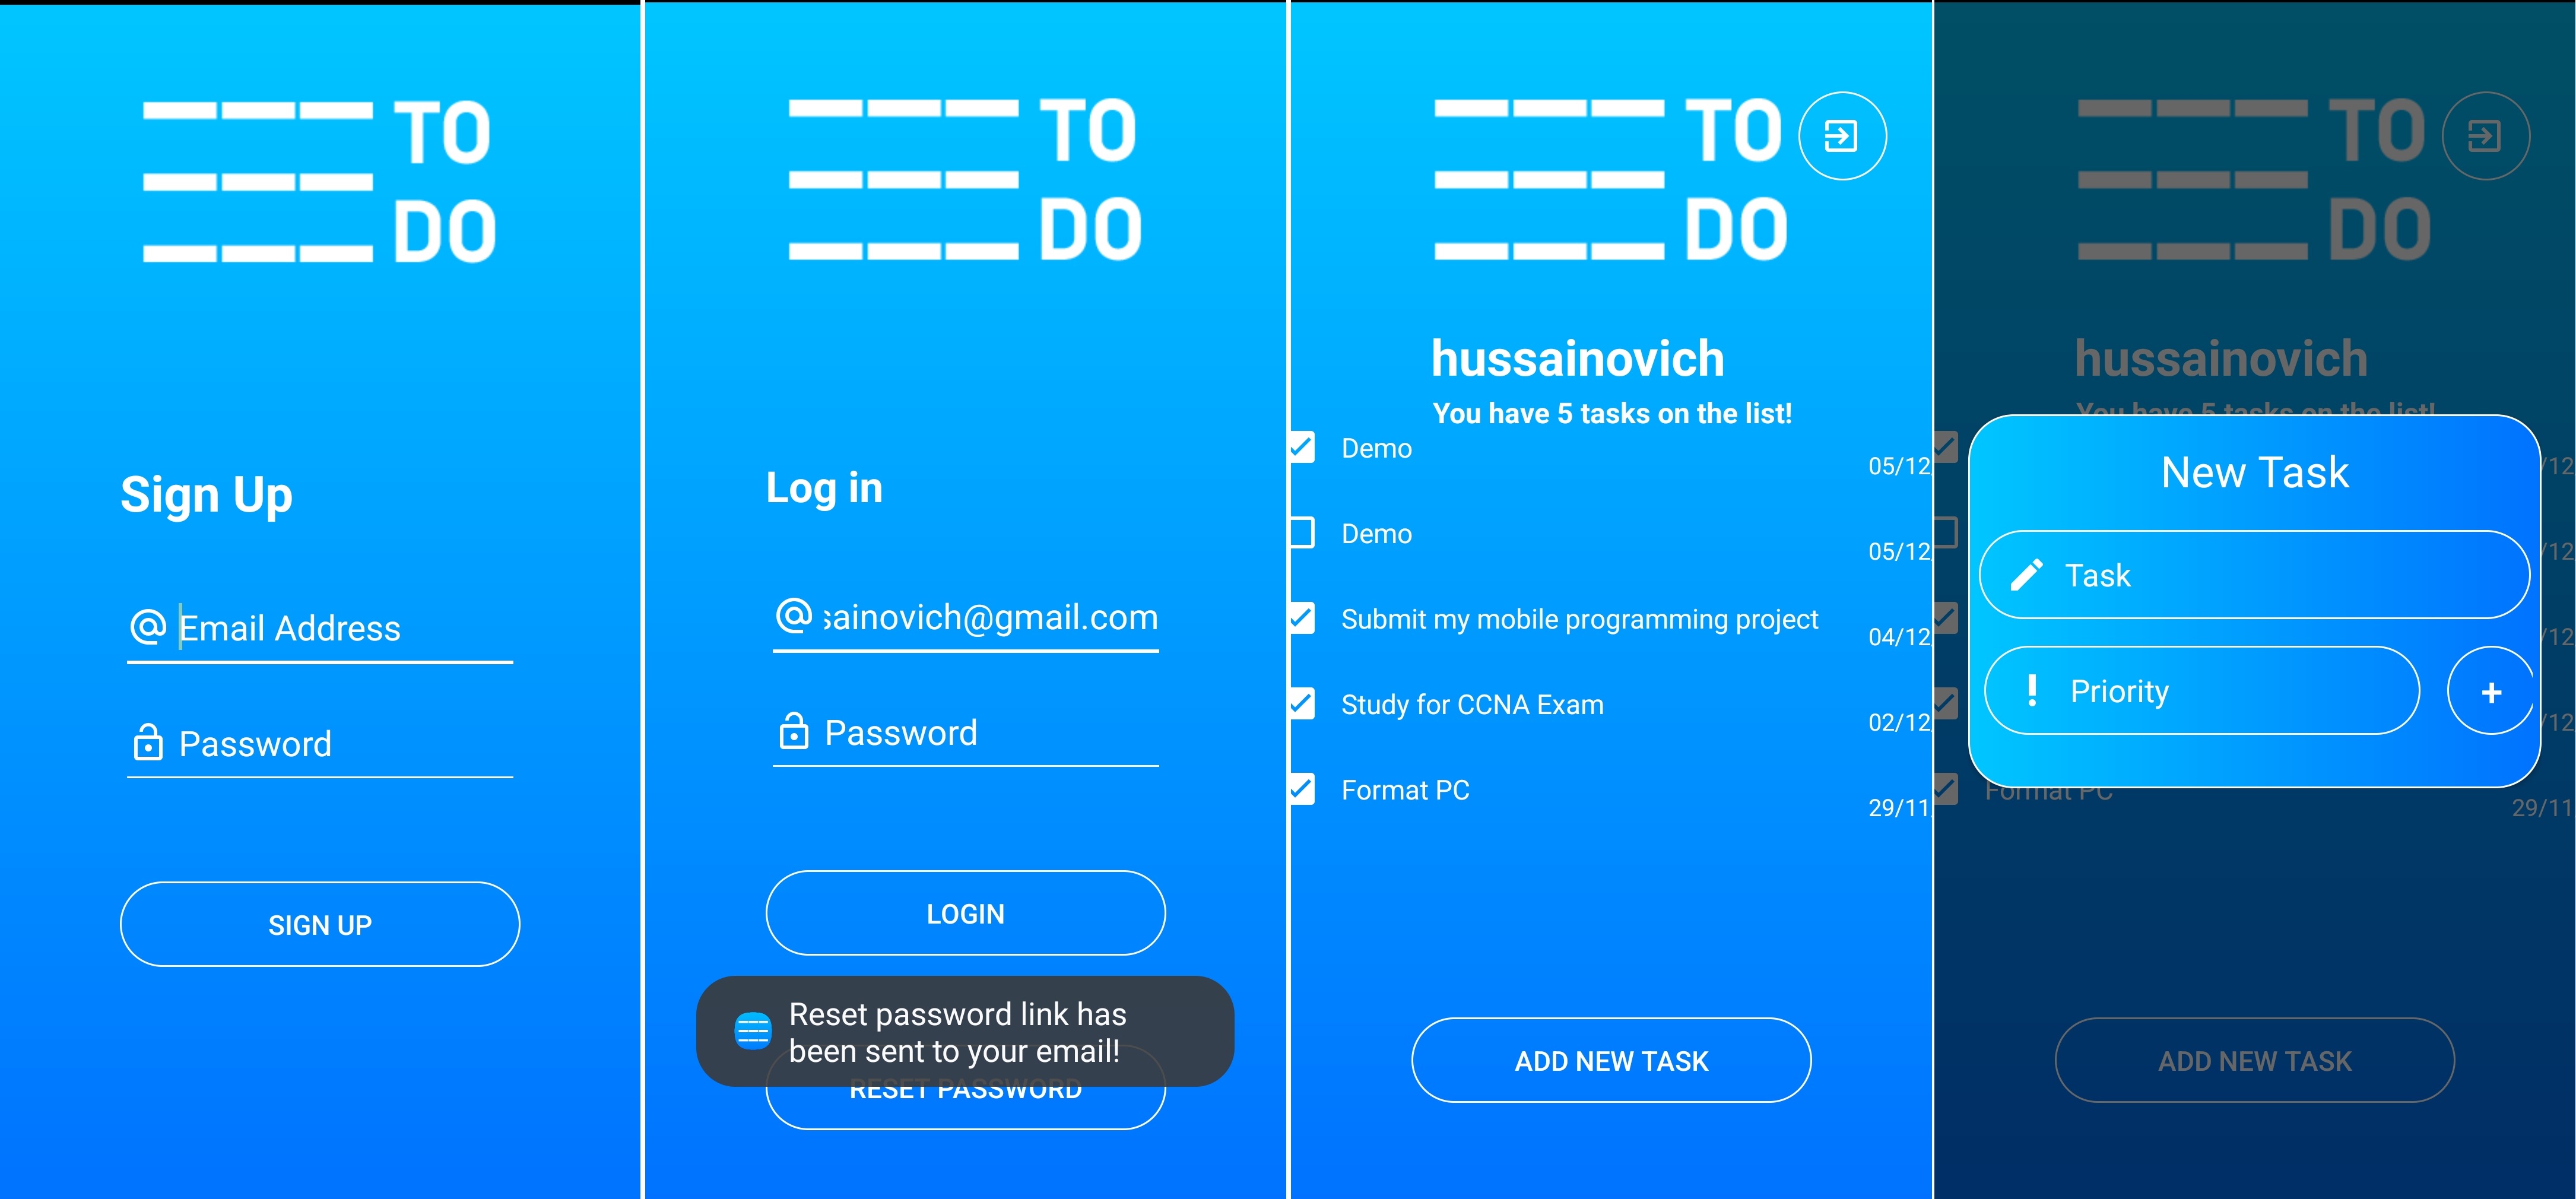 TO
DO
Sign Up
Email Address
Password
SIGN UP
TO
DO
Log in
sainovich@gmail.com
Password
LOGIN
Reset password link has
been sent to your email!
RESET PASSWORD
TO
DO
hussainovich
You have 5 tasks on the list!
Demo
05/12
Demo
05/12
Submit my mobile programming project
04/12
Study for CCNA Exam
02/12
Format PC
29/11
ADD NEW TASK
TO
DO
hussainovich
You have 5 tasks on the list!
New Task
/12
/12
Task
/12
Priority
+
/12
Format PC
29/11
ADD NEW TASK